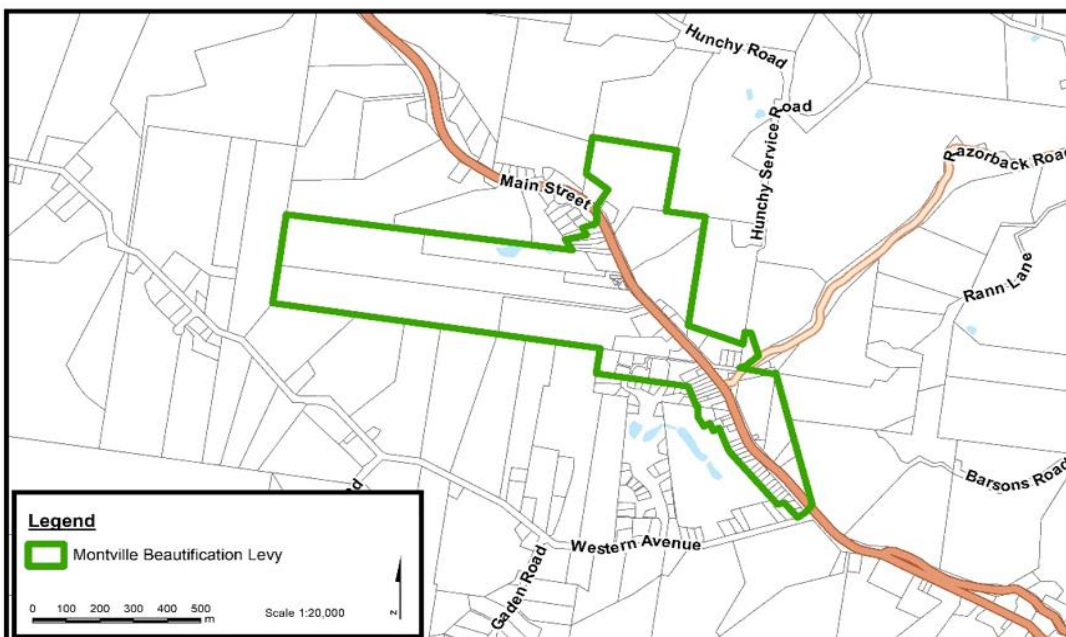 Hunchy Road
Hunchy Service Road
Razorback Road
Main Street
Rann Lane
Barsons Road
Western Avenue
Gaden Road
Legend
Montville Beautification Levy
0 100 200 300 400 500
m
Scale 1:20,000
N